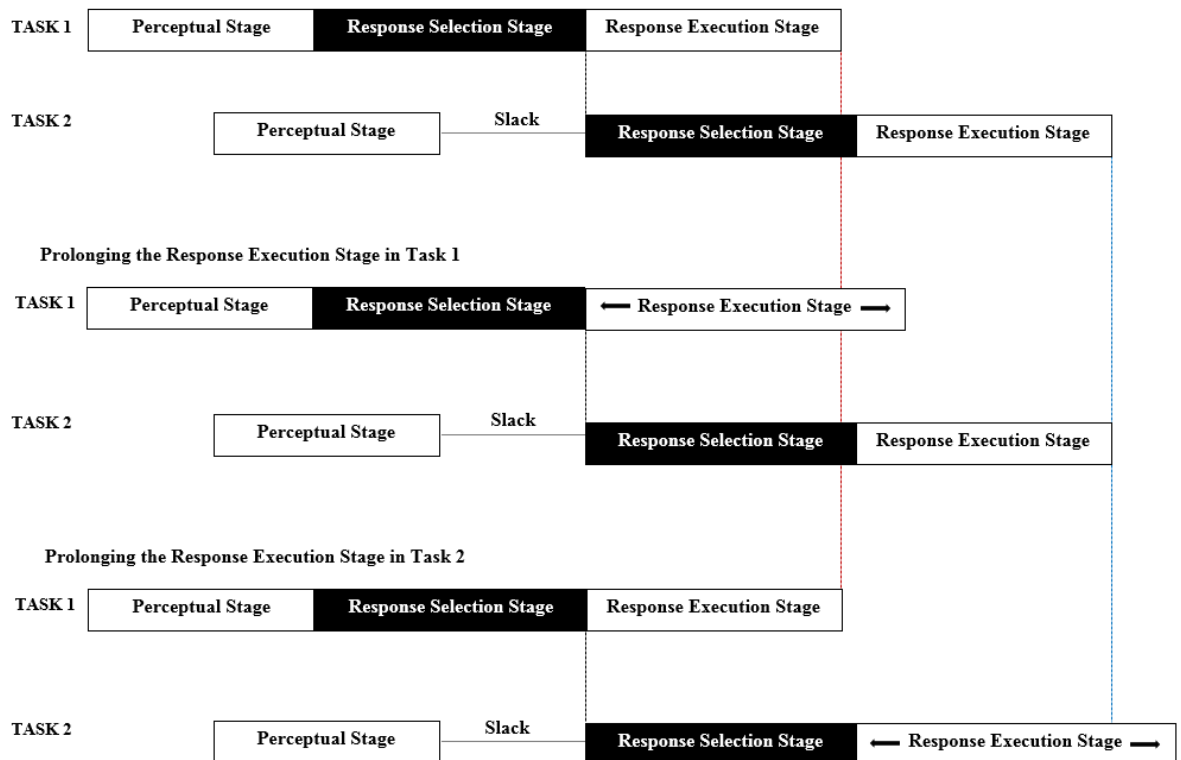 TASK 1 Perceptual Stage Response Selection Stage Response Execution Stage
TASK 2 Perceptual Stage Slack Response Selection Stage Response Execution Stage
Prolonging the Response Execution Stage in Task 1
TASK 1 Perceptual Stage Response Selection Stage Response Execution Stage
TASK 2 Perceptual Stage Slack Response Selection Stage Response Execution Stage
Prolonging the Response Execution Stage in Task 2
TASK 1 Perceptual Stage Response Selection Stage Response Execution Stage
TASK 2 Perceptual Stage Slack Response Selection Stage Response Execution Stage